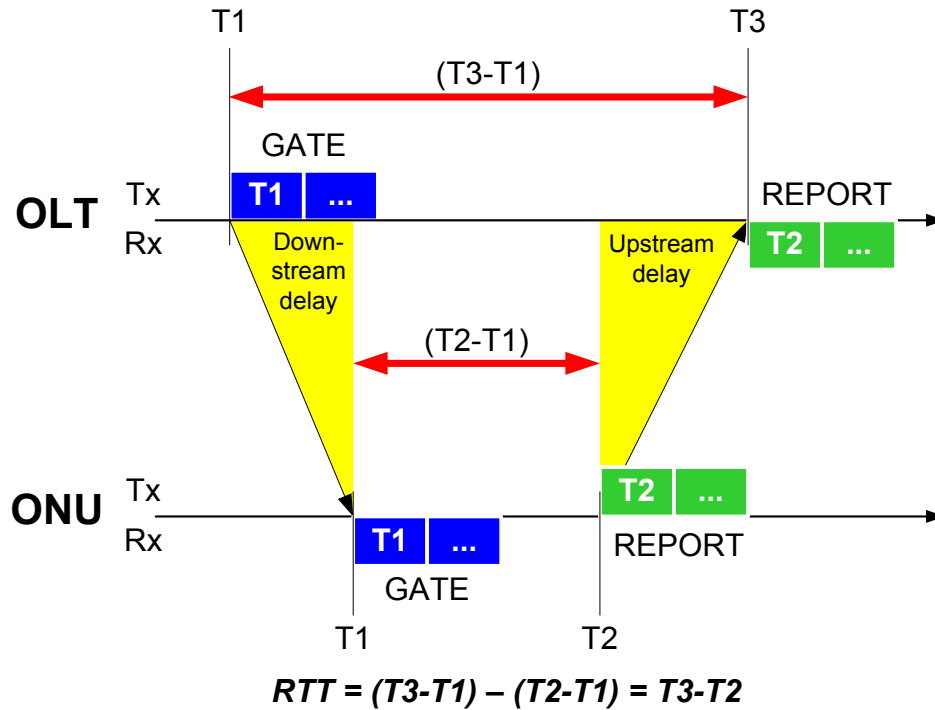 T1
T3
(T3-T1)
GATE
T1 ...
Tx
OLT
Rx
REPORT
T2 ...
Down-
stream
delay
Upstream
delay
(T2-T1)
Tx
ONU
Rx
T2 ...
REPORT
T1 ...
GATE
T1
T2
RTT = (T3-T1) – (T2-T1) = T3-T2